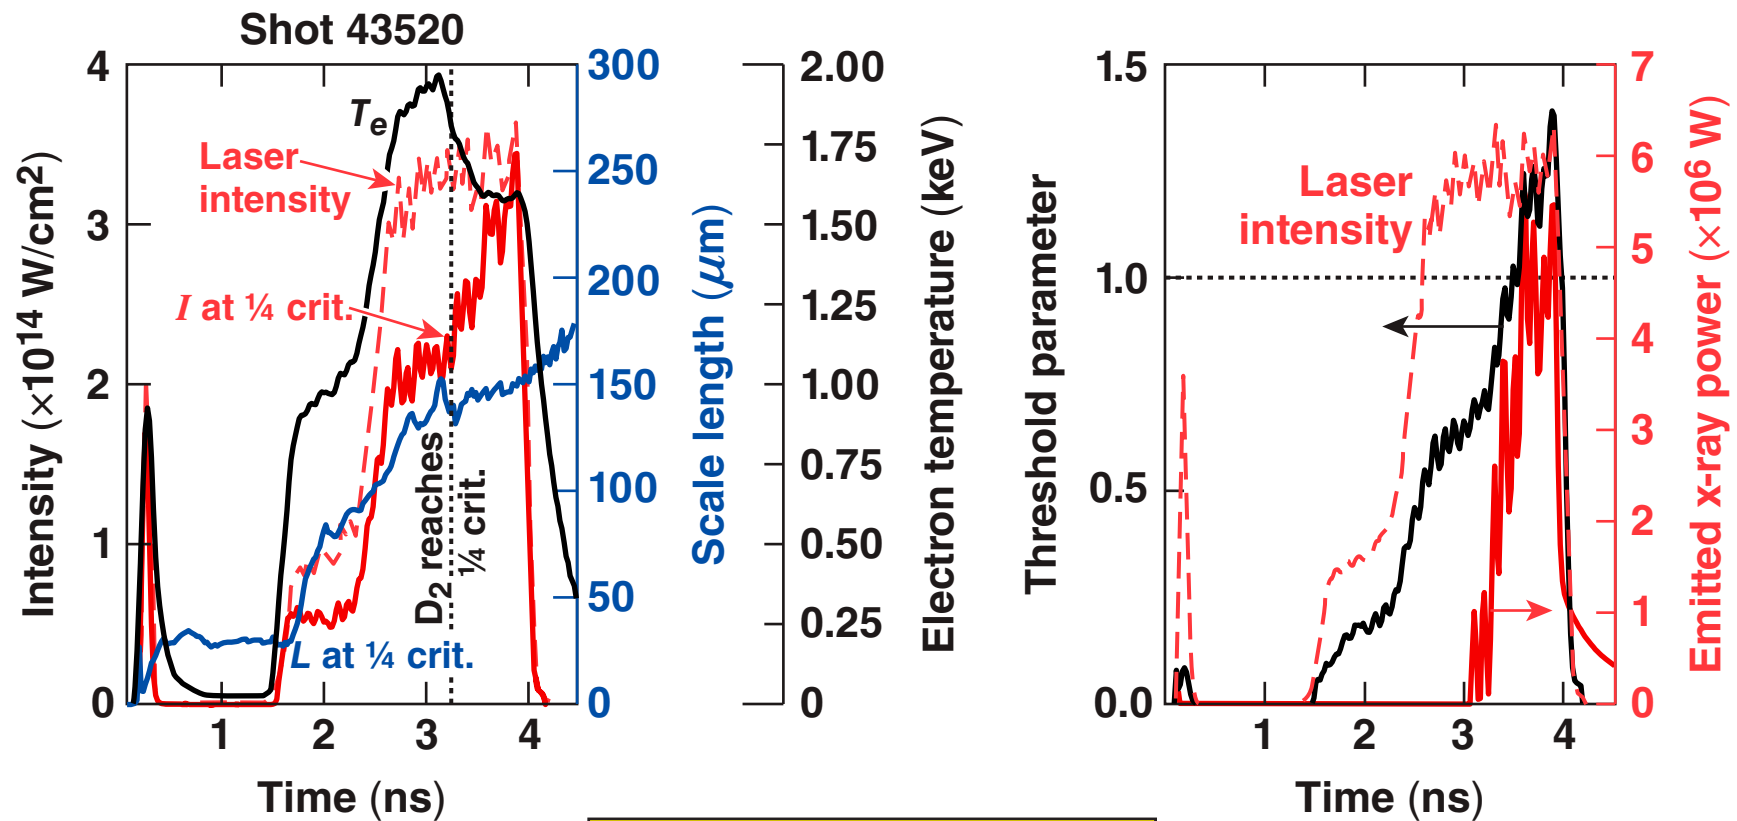 Shot 43520
4
3
2
1
0
Intensity (×10¹⁴ W/cm²)
Tₑ
Laser
intensity
I at ¼ crit.
L at ¼ crit.
D₂ reaches
¼ crit.
1 2 3 4
Time (ns)
300
250
200
150
100
50
0
Scale length (μm)
2.00
1.75
1.50
1.25
1.00
0.75
0.50
0.25
0
Electron temperature (keV)
1.5
1.0
0.5
0.0
Threshold parameter
Laser
intensity
1 2 3 4
Time (ns)
7
6
5
4
3
2
1
0
Emitted x-ray power (×10⁶ W)